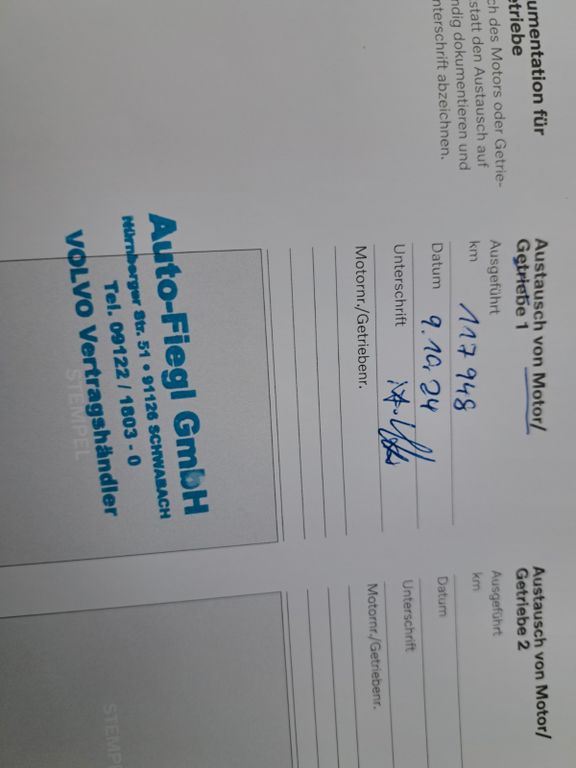 umentation für
etriebe
ch des Motors oder Getrie-
statt den Austausch auf
ndig dokumentieren und
nterschrift abzeichnen.
Austausch von Motor/
Getriebe 1
Ausgeführt
km 117 948
Datum 9.10.24
Unterschrift
Motornr./Getriebenr.
STEMPEL
Auto-Fiegl GmbH
Nürnberger Str. 51 • 91126 SCHWABACH
Tel. 09122 / 1803 - 0
VOLVO Vertragshändler
Austausch von Motor/
Getriebe 2
Ausgeführt
km
Datum
Unterschrift
Motornr./Getriebenr.
STEMPEL